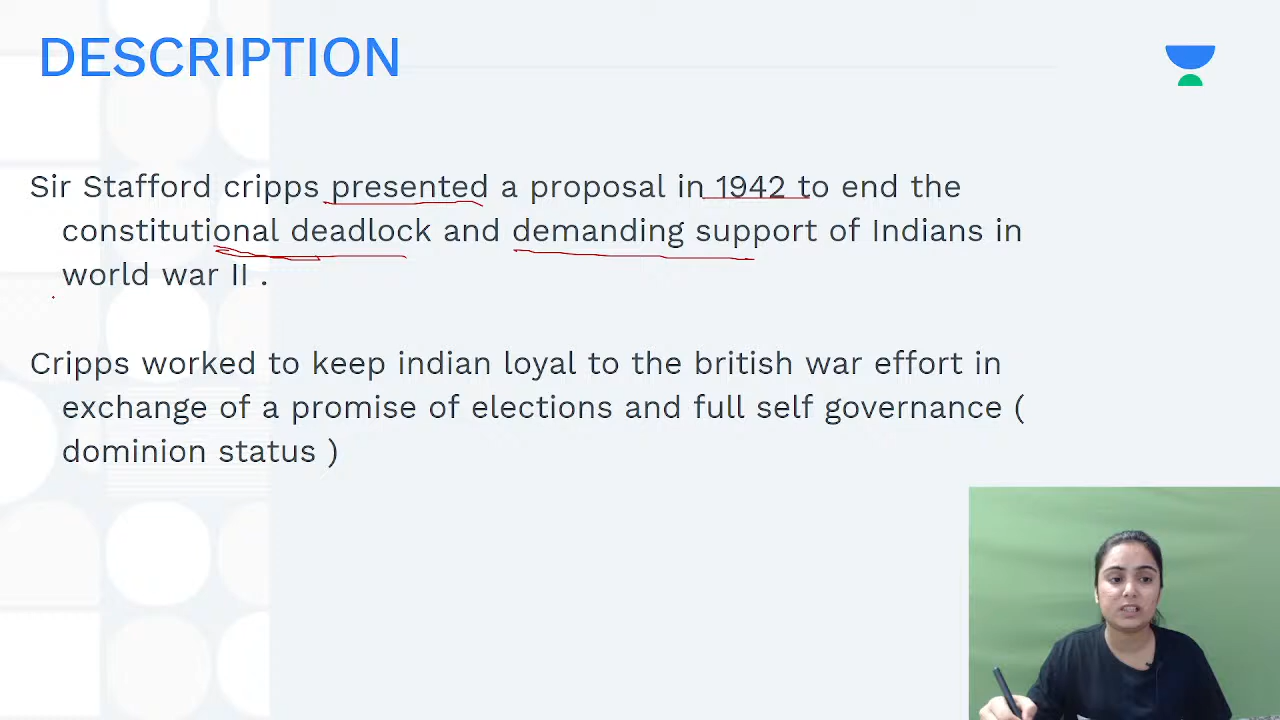 DESCRIPTION
Sir Stafford cripps presented a proposal in 1942 to end the
constitutional deadlock and demanding support of Indians in
world war II .
Cripps worked to keep indian loyal to the british war effort in
exchange of a promise of elections and full self governance (
dominion status )